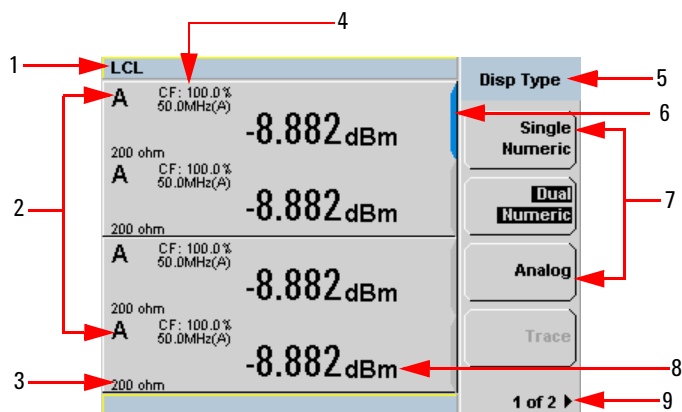 4
1
LCL
Disp Type
5
A
CF: 100.0%
50.0MHz(A)
-8.882dBm
200 ohm
6
Single
Numeric
A
CF: 100.0%
50.0MHz(A)
-8.882dBm
200 ohm
2
Dual
Numeric
7
A
CF: 100.0%
50.0MHz(A)
-8.882dBm
200 ohm
Analog
A
CF: 100.0%
50.0MHz(A)
-8.882dBm
200 ohm
Trace
8
3
1 of 2
9